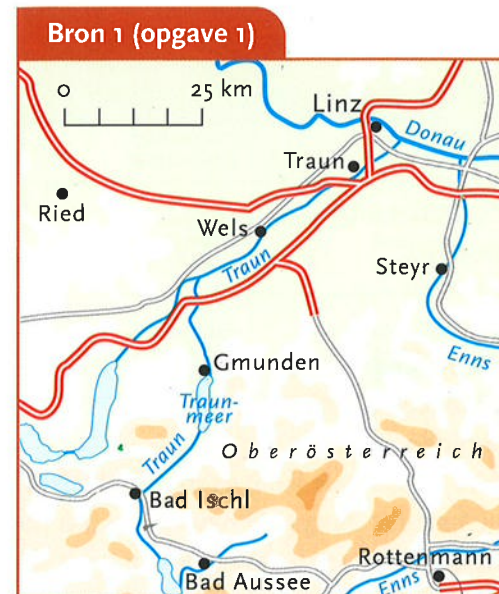 Bron 1 (opgave 1)
0 25 km
Linz
Donau
Traun
Ried
Wels
Traun
Steyr
Enns
Gmunden
Traun-
meer
Traun
Oberösterreich
Bad Ischl
Rottenmann
Bad Aussee
Enns